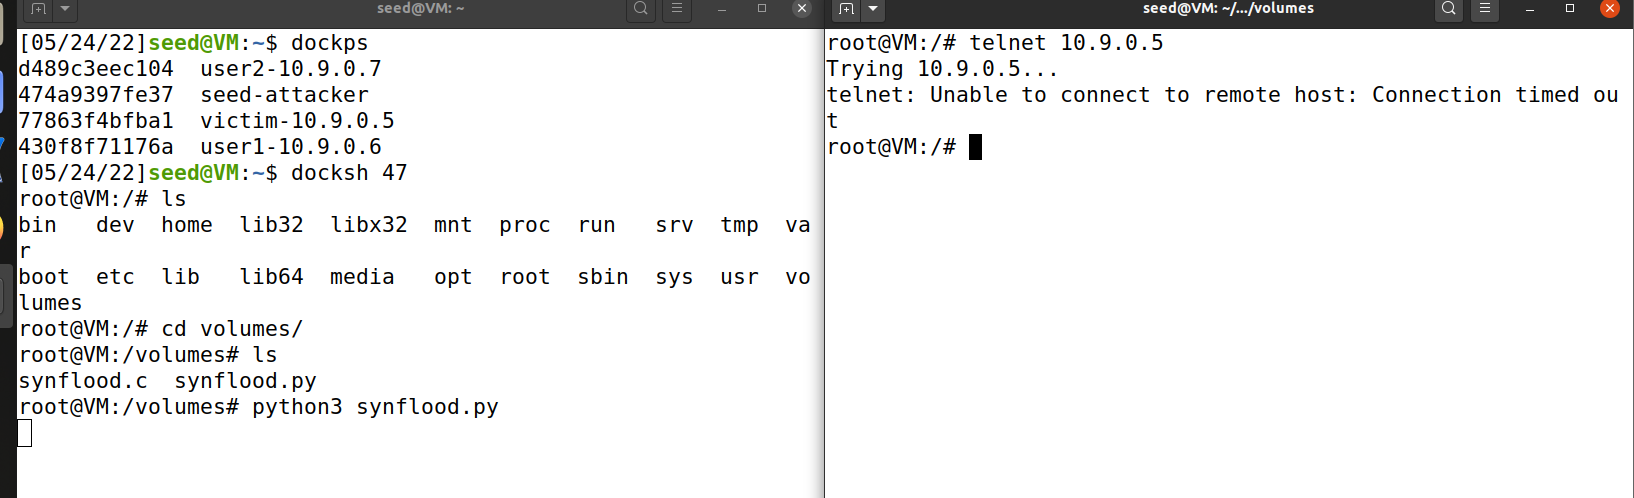 seed@VM: ~
[05/24/22]seed@VM:~$ dockps
d489c3eec104  user2-10.9.0.7
474a9397fe37  seed-attacker
77863f4bfba1  victim-10.9.0.5
430f8f71176a  user1-10.9.0.6
[05/24/22]seed@VM:~$ docksh 47
root@VM:/# ls
bin   dev  home  lib32  libx32  mnt  proc  run   srv  tmp  va
r
boot  etc  lib   lib64  media   opt  root  sbin  sys  usr  vo
lumes
root@VM:/# cd volumes/
root@VM:/volumes# ls
synflood.c  synflood.py
root@VM:/volumes# python3 synflood.py
seed@VM: ~/.../volumes
root@VM:/# telnet 10.9.0.5
Trying 10.9.0.5...
telnet: Unable to connect to remote host: Connection timed ou
t
root@VM:/#